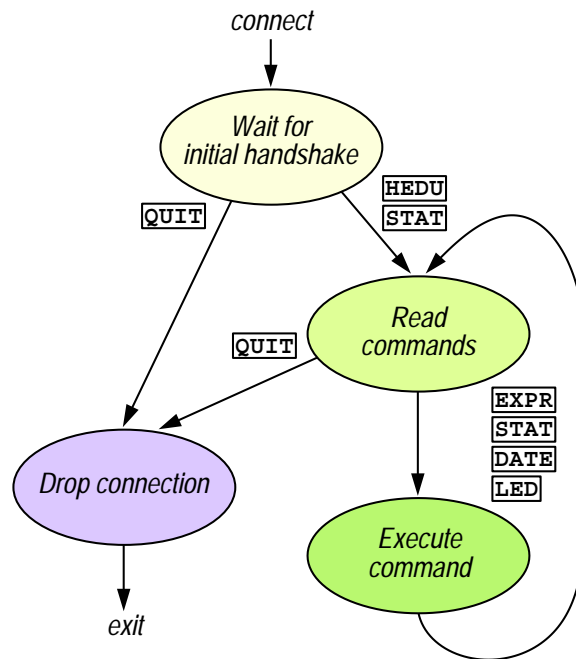 connect
Wait for
initial handshake
HEDU
STAT
QUIT
Read
commands
QUIT
EXPR
STAT
DATE
LED
Drop connection
Execute
command
exit